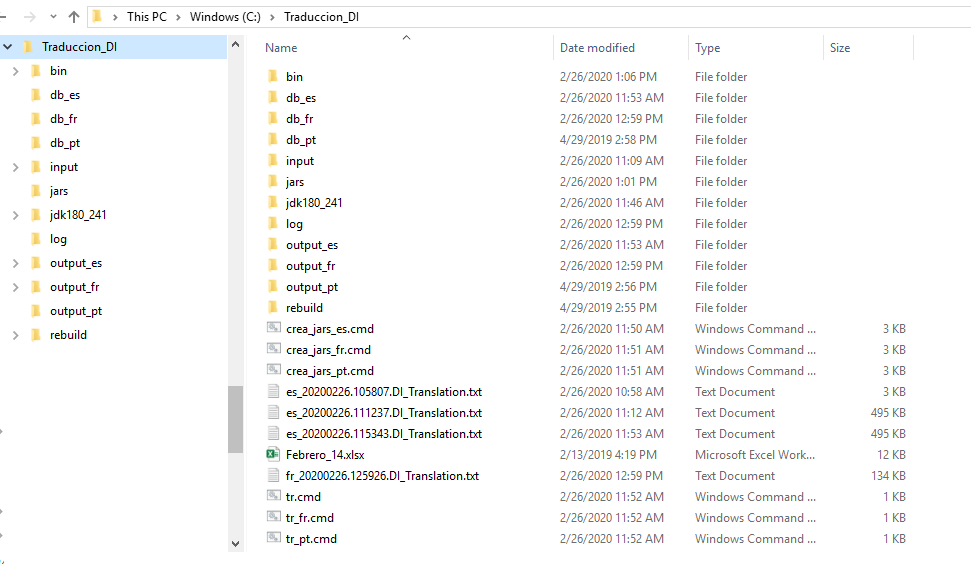 This PC > Windows (C:) > Traduccion_DI
Traduccion_DI
bin
db_es
db_fr
db_pt
input
jars
jdk180_241
log
output_es
output_fr
output_pt
rebuild
Name Date modified Type Size
bin 2/26/2020 1:06 PM File folder
db_es 2/26/2020 11:53 AM File folder
db_fr 2/26/2020 12:59 PM File folder
db_pt 4/29/2019 2:58 PM File folder
input 2/26/2020 11:09 AM File folder
jars 2/26/2020 1:01 PM File folder
jdk180_241 2/26/2020 11:46 AM File folder
log 2/26/2020 12:59 PM File folder
output_es 2/26/2020 11:53 AM File folder
output_fr 2/26/2020 12:59 PM File folder
output_pt 4/29/2019 2:56 PM File folder
rebuild 4/29/2019 2:55 PM File folder
crea_jars_es.cmd 2/26/2020 11:50 AM Windows Command ... 3 KB
crea_jars_fr.cmd 2/26/2020 11:51 AM Windows Command ... 3 KB
crea_jars_pt.cmd 2/26/2020 11:51 AM Windows Command ... 3 KB
es_20200226.105807.DI_Translation.txt 2/26/2020 10:58 AM Text Document 3 KB
es_20200226.111237.DI_Translation.txt 2/26/2020 11:12 AM Text Document 495 KB
es_20200226.115343.DI_Translation.txt 2/26/2020 11:53 AM Text Document 495 KB
Febrero_14.xlsx 2/13/2019 4:19 PM Microsoft Excel Work... 12 KB
fr_20200226.125926.DI_Translation.txt 2/26/2020 12:59 PM Text Document 134 KB
tr.cmd 2/26/2020 11:52 AM Windows Command ... 1 KB
tr_fr.cmd 2/26/2020 11:52 AM Windows Command ... 1 KB
tr_pt.cmd 2/26/2020 11:52 AM Windows Command ... 1 KB